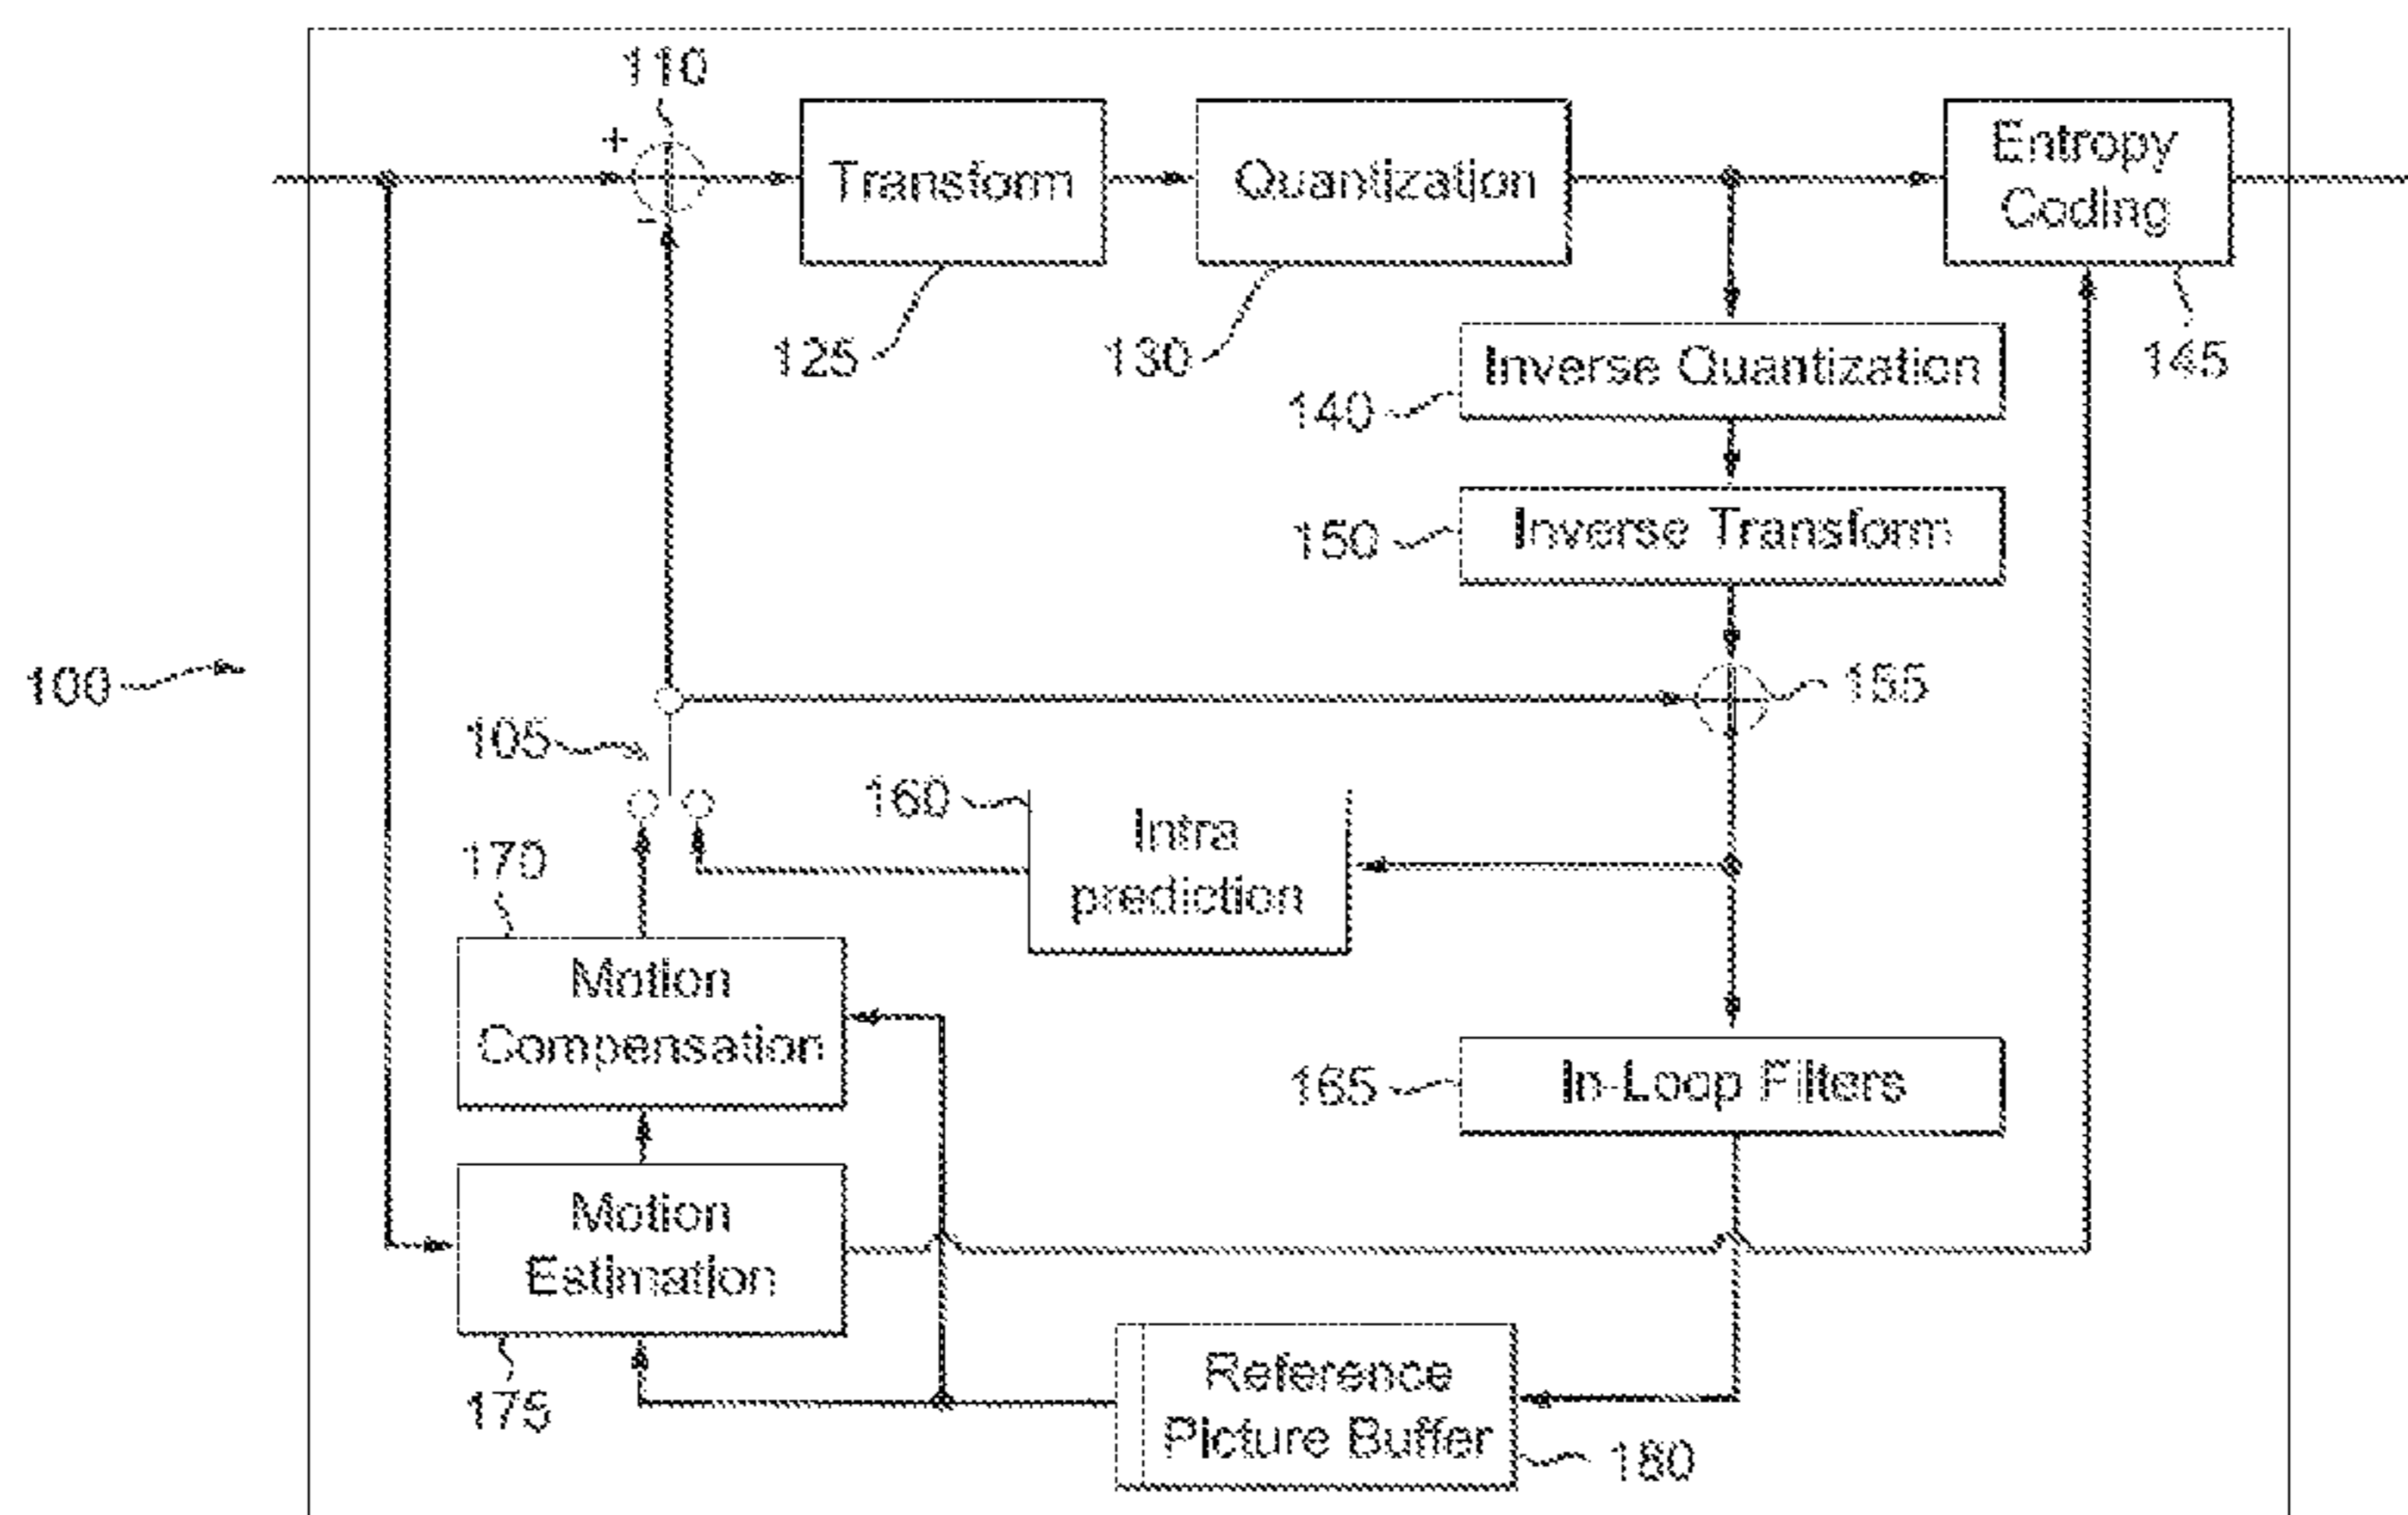 110
+
-
Transform
Quantization
Entropy
Coding
125
130
145
Inverse Quantization
140
Inverse Transform
150
100
155
105
160
Intra
prediction
170
Motion
Compensation
In-Loop Filters
165
Motion
Estimation
175
Reference
Picture Buffer
180